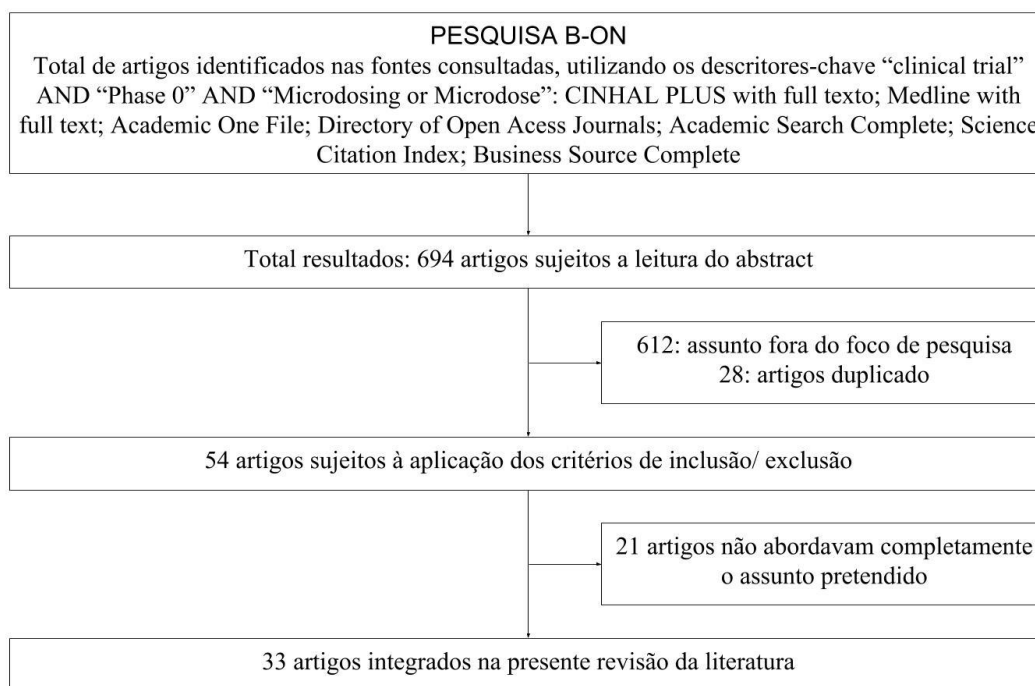 PESQUISA B-ON
Total de artigos identificados nas fontes consultadas, utilizando os descritores-chave “clinical trial”
AND “Phase 0” AND “Microdosing or Microdose”: CINHAL PLUS with full texto; Medline with
full text; Academic One File; Directory of Open Acess Journals; Academic Search Complete; Science
Citation Index; Business Source Complete
Total resultados: 694 artigos sujeitos a leitura do abstract
612: assunto fora do foco de pesquisa
28: artigos duplicado
54 artigos sujeitos à aplicação dos critérios de inclusão/ exclusão
21 artigos não abordavam completamente
o assunto pretendido
33 artigos integrados na presente revisão da literatura